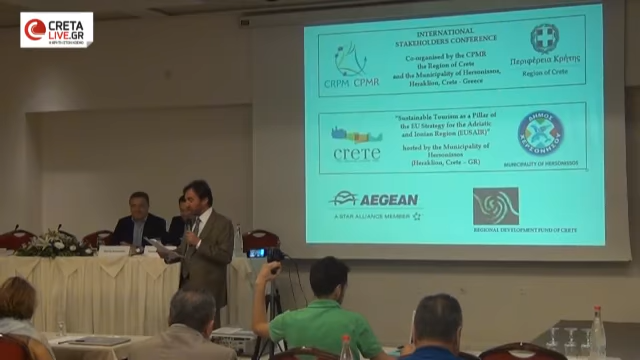 CRETA
LIVE.GR
INTERNATIONAL
STAKEHOLDERS CONFERENCE
Co-organised by the CPMR
the Region of Crete
and the Municipality of Hersonissos,
Heraklion, Crete - Greece
CRPM CPMR
Περιφέρεια Κρήτης
Region of Crete
"Sustainable Tourism as a Pillar of
the EU Strategy for the Adriatic
and Ionian Region (EUSAIR)"
hosted by the Municipality of
Hersonissos
(Heraklion, Crete – GR)
crete
ΔΗΜΟΣ
ΧΕΡΣΟΝΗΣΟΥ
MUNICIPALITY OF HERSONISSOS
AEGEAN
A STAR ALLIANCE MEMBER
REGIONAL DEVELOPMENT FUND OF CRETE